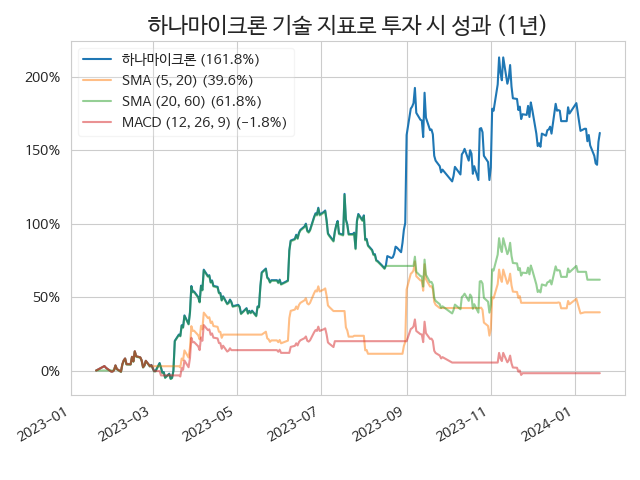 하나마이크론 기술 지표로 투자 시 성과 (1년)
하나마이크론 (161.8%)
SMA (5, 20) (39.6%)
SMA (20, 60) (61.8%)
MACD (12, 26, 9) (−1.8%)
200%
150%
100%
50%
0%
2023−01
2023−03
2023−05
2023−07
2023−09
2023−11
2024−01